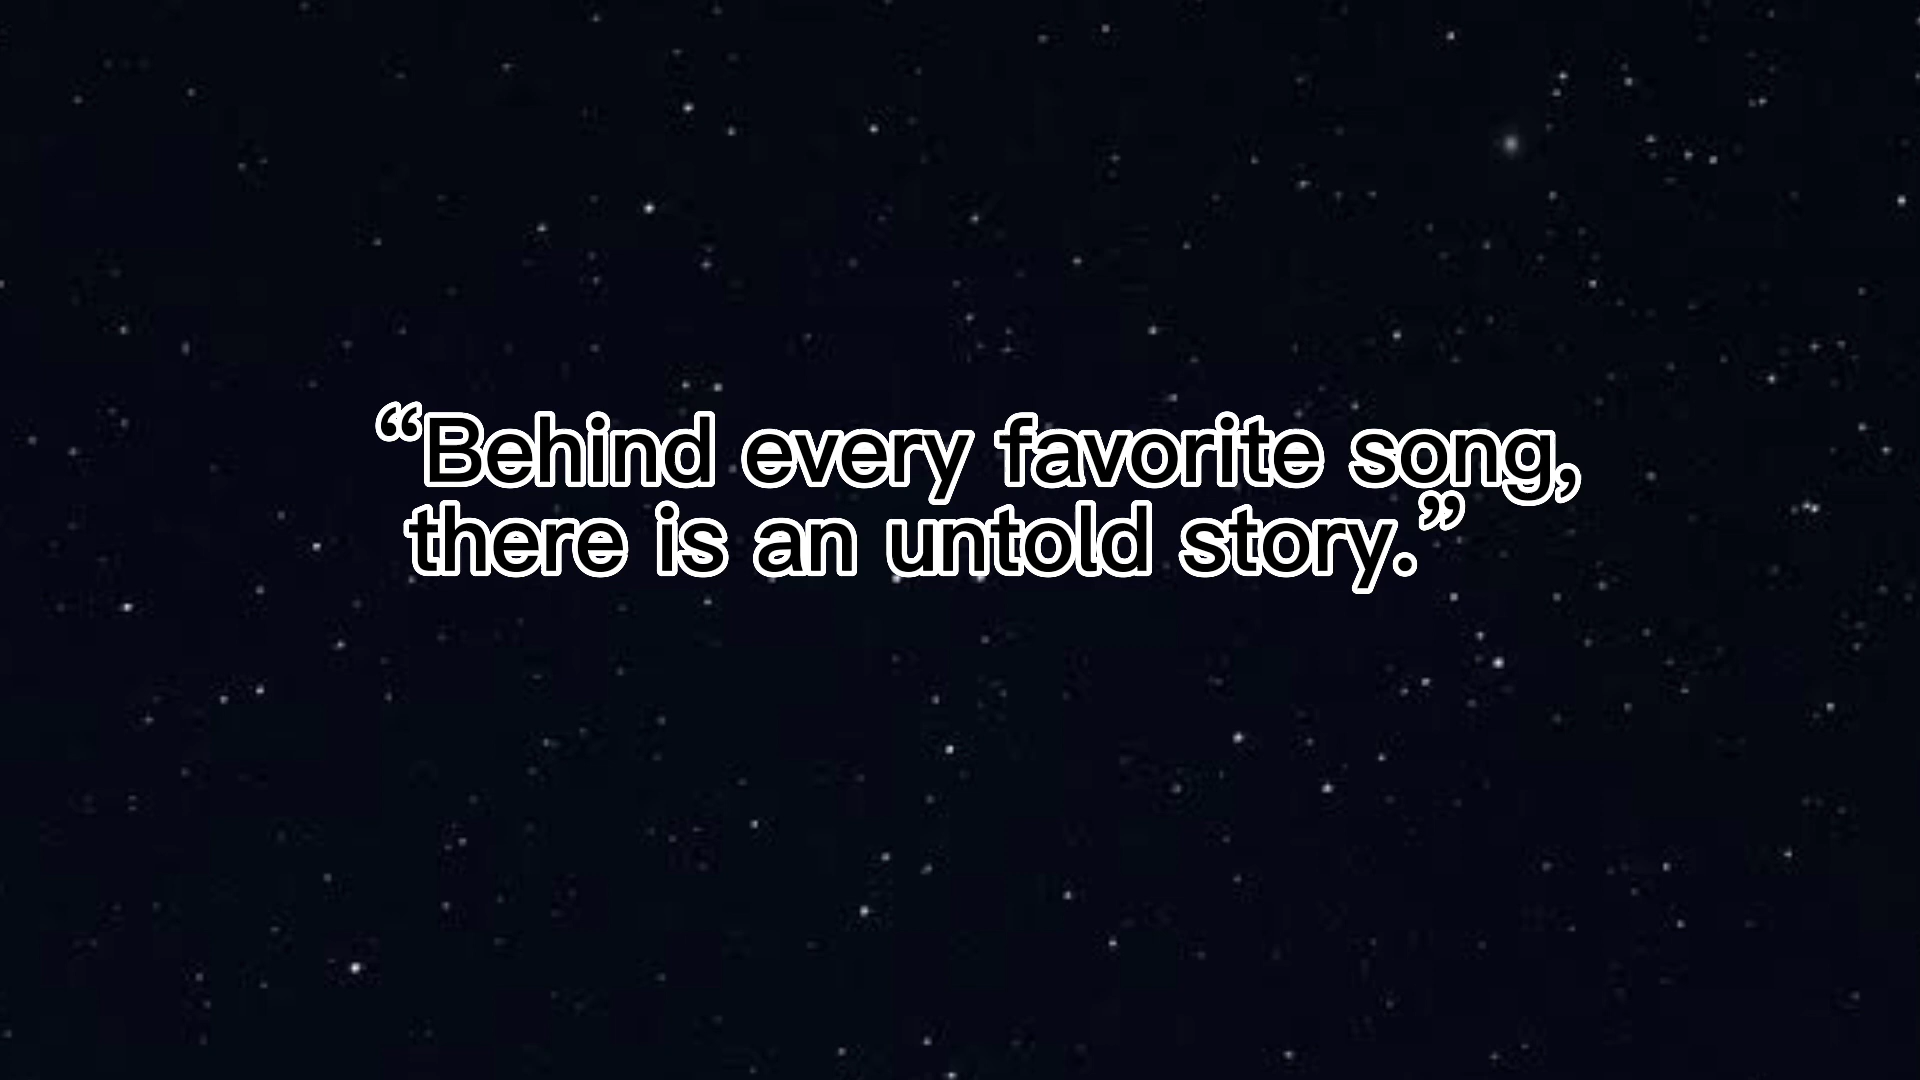 “Behind every favorite song,
there is an untold story.”